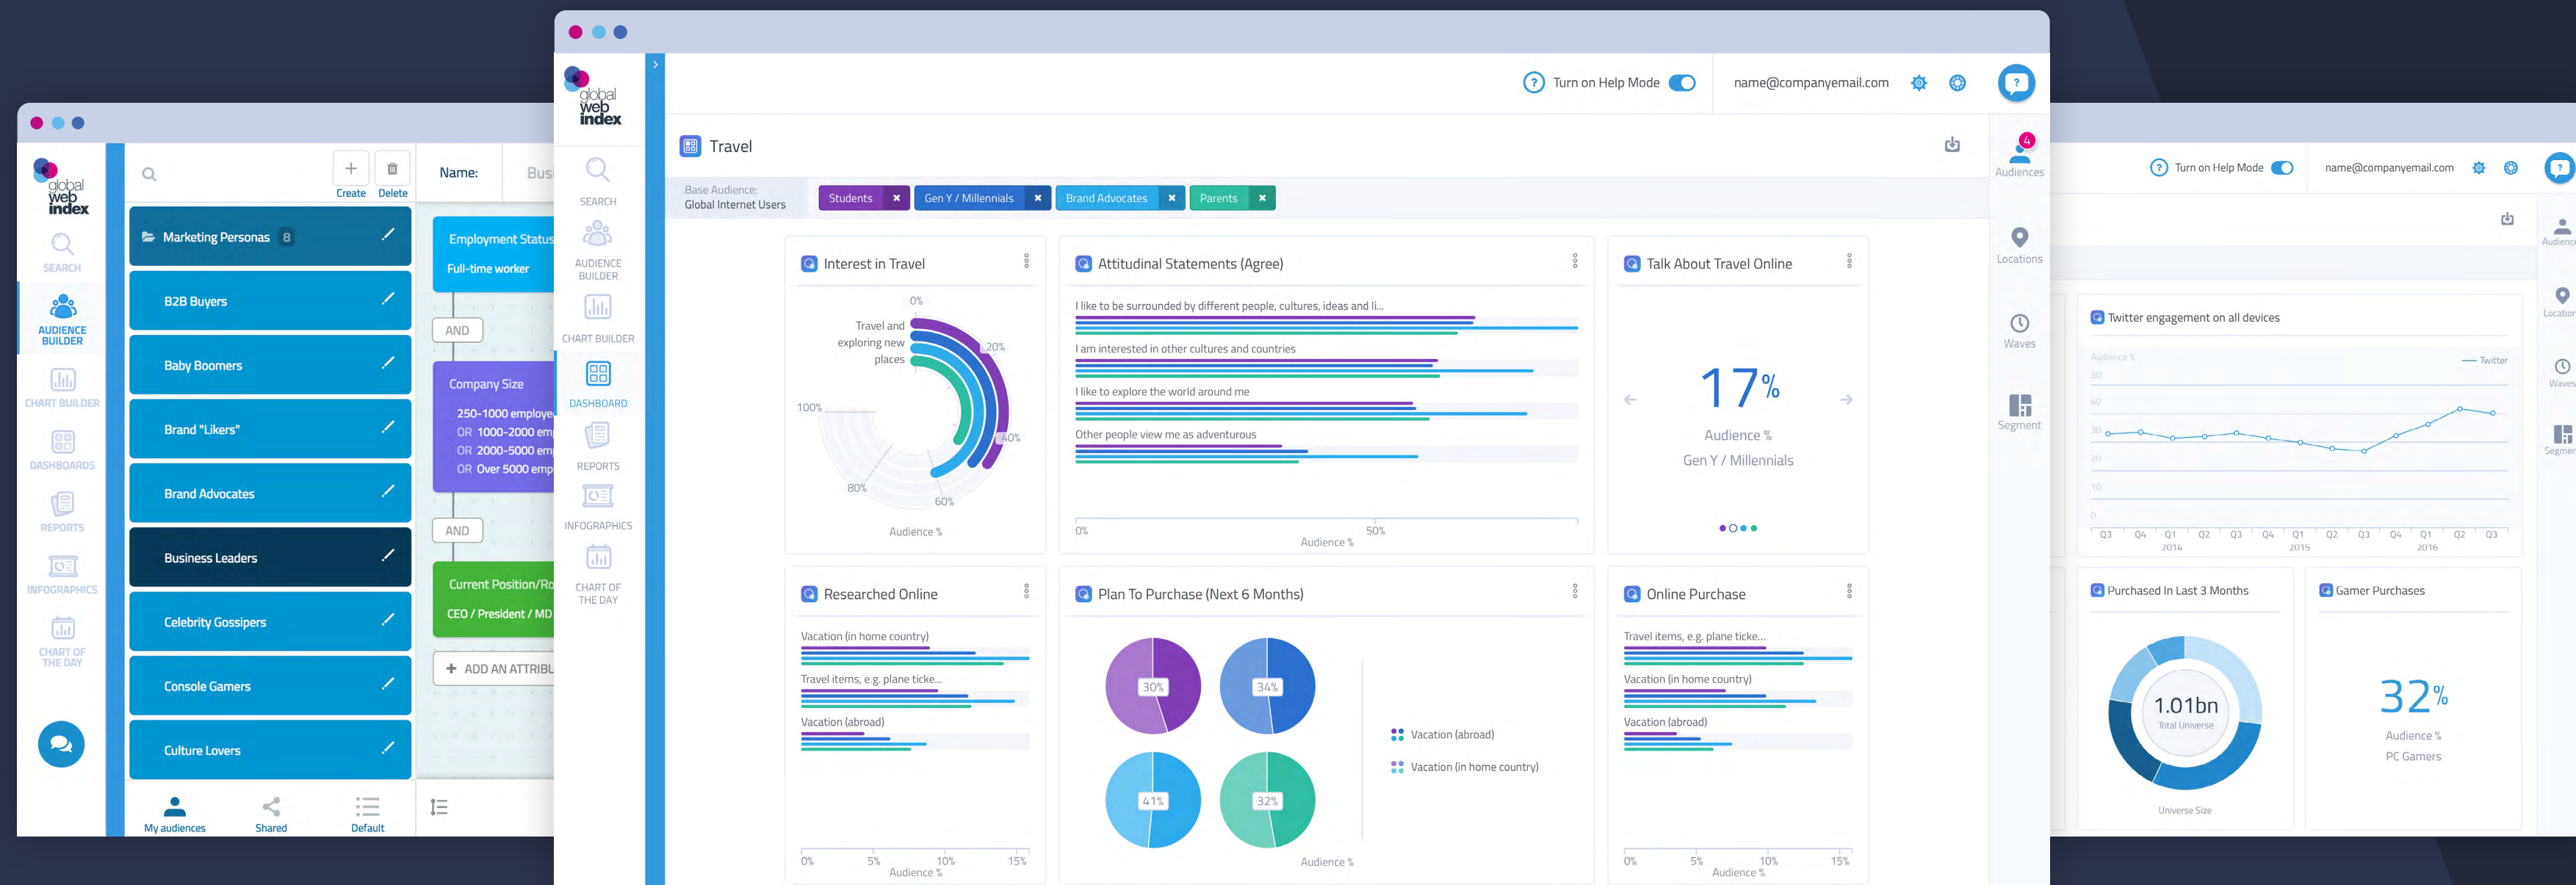 global
web
index
SEARCH
AUDIENCE
BUILDER
CHART BUILDER
DASHBOARDS
REPORTS
INFOGRAPHICS
CHART OF
THE DAY
Create
Delete
Marketing Personas 8
B2B Buyers
Baby Boomers
Brand "Likers"
Brand Advocates
Business Leaders
Celebrity Gossipers
Console Gamers
Culture Lovers
My audiences
Shared
Default
Name:
Busi
Employment Status
Full-time worker
AND
Company Size
250-1000 employe
OR 1000-2000 em
OR 2000-5000 em
OR Over 5000 emp
AND
Current Position/Ro
CEO / President / MD
+ ADD AN ATTRIBU
global
web
index
SEARCH
AUDIENCE
BUILDER
CHART BUILDER
DASHBOARD
REPORTS
INFOGRAPHICS
CHART OF
THE DAY
? Turn on Help Mode
name@companyemail.com
?
Travel
Base Audience:
Global Internet Users
Students x
Gen Y / Millennials x
Brand Advocates x
Parents x
4
Audiences
Locations
Waves
Segment
Interest in Travel
0%
Travel and
exploring new
places
20%
40%
60%
80%
100%
Audience %
Attitudinal Statements (Agree)
I like to be surrounded by different people, cultures, ideas and li...
I am interested in other cultures and countries
I like to explore the world around me
Other people view me as adventurous
0% 50%
Audience %
Talk About Travel Online
17%
Audience %
Gen Y / Millennials
Researched Online
Vacation (in home country)
Travel items, e.g. plane ticke...
Vacation (abroad)
0% 5% 10% 15%
Audience %
Plan To Purchase (Next 6 Months)
30%
34%
41%
32%
Vacation (abroad)
Vacation (in home country)
Audience %
Online Purchase
Travel items, e.g. plane ticke...
Vacation (in home country)
Vacation (abroad)
0% 5% 10% 15%
Audience %
? Turn on Help Mode
name@companyemail.com
?
Audienc
Location
Waves
Segmen
Twitter engagement on all devices
Audience %
Twitter
50
40
30
20
10
0
Q3 Q4 Q1 Q2 Q3 Q4 Q1 Q2 Q3 Q4 Q1 Q2 Q3
2014 2015 2016
Purchased In Last 3 Months
1.01bn
Total Universe
Universe Size
Gamer Purchases
32%
Audience %
PC Gamers